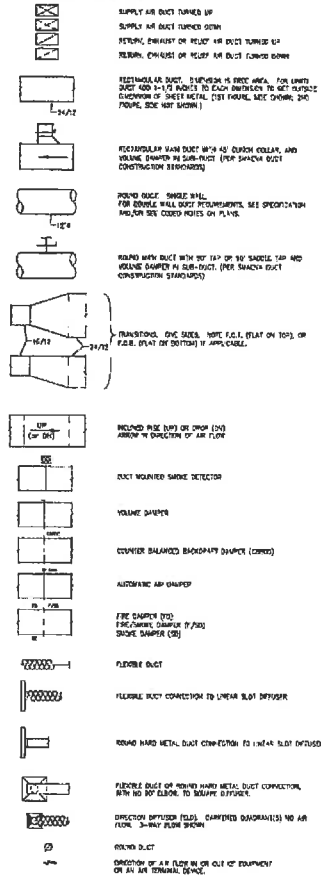 SUPPLY AIR DUCT TURNED UP
SUPPLY AIR DUCT TURNED DOWN
RETURN, EXHAUST OR RELIEF AIR DUCT TURNED UP
RETURN, EXHAUST OR RELIEF AIR DUCT TURNED DOWN
RECTANGULAR DUCT. DIMENSION IS FREE AREA. FOR LINED
DUCT ADD 1-1/2 INCHES TO EACH DIMENSION TO GET OUTSIDE
DIMENSION OF SHEET METAL. (1ST FIGURE, SIDE SHOWN; 2ND
FIGURE, SIDE NOT SHOWN.)
24/12
RECTANGULAR MAIN DUCT WITH 45° CLINCH COLLAR, AND
VOLUME DAMPER IN SUB-DUCT (PER SMACNA DUCT
CONSTRUCTION STANDARDS)
ROUND DUCT. SINGLE WALL.
FOR DOUBLE WALL DUCT REQUIREMENTS, SEE SPECIFICATION
AND/OR SEE CODED NOTES ON PLANS.
12"ø
ROUND MAIN DUCT WITH 90° TAP OR 90° SADDLE TAP AND
VOLUME DAMPER IN SUB-DUCT. (PER SMACNA DUCT
CONSTRUCTION STANDARDS)
TRANSITIONS. GIVE SIDES. NOTE F.O.T. (FLAT ON TOP), OR
16/12
24/12
F.O.B. (FLAT ON BOTTOM) IF APPLICABLE.
UP
(or DN)
INCLINED RISE (UP) OR DROP (DN)
ARROW IN DIRECTION OF AIR FLOW
DUCT MOUNTED SMOKE DETECTOR
VOLUME DAMPER
COUNTER BALANCED BACKDRAFT DAMPER (CBBDD)
AUTOMATIC AIR DAMPER
FIRE DAMPER (FD)
FIRE/SMOKE DAMPER (F/SD)
SMOKE DAMPER (SD)
FLEXIBLE DUCT
FLEXIBLE DUCT CONNECTION TO LINEAR SLOT DIFFUSER
ROUND HARD METAL DUCT CONNECTION TO LINEAR SLOT DIFFUSE
FLEXIBLE DUCT OR ROUND HARD METAL DUCT CONNECTION,
WITH NO 90° ELBOW, TO SQUARE DIFFUSER.
DIRECTION DIFFUSER (SLD). DARKENED QUADRANT(S) NO AIR
FLOW. 3-WAY FLOW SHOWN
ø
ROUND DUCT
DIRECTION OF AIR FLOW IN OR OUT OF EQUIPMENT
OR AN AIR TERMINAL DEVICE.